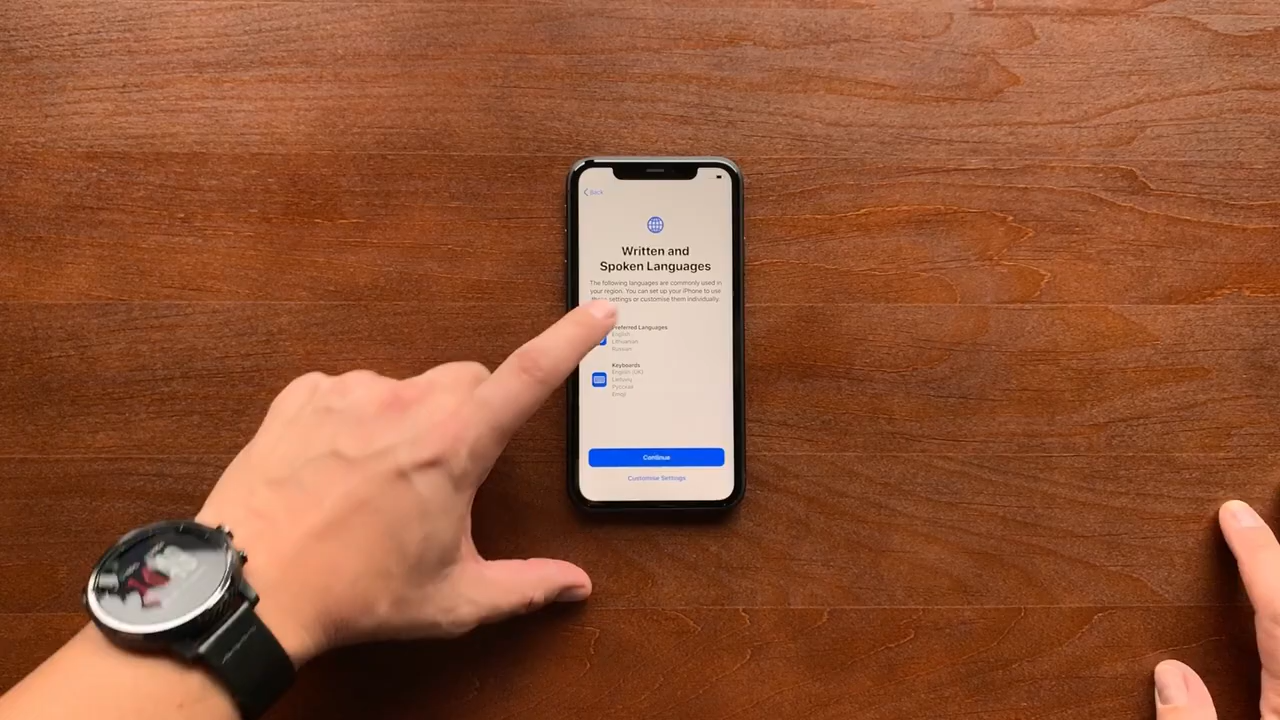 Back
Written and
Spoken Languages
The following languages are commonly used in
your region. You can set up your iPhone to use
settings or customise them individually.
Preferred Languages
English
Lithuanian
Russian
Keyboards
English (UK)
Lietuvių
Русская
Emoji
Continue
Customise Settings